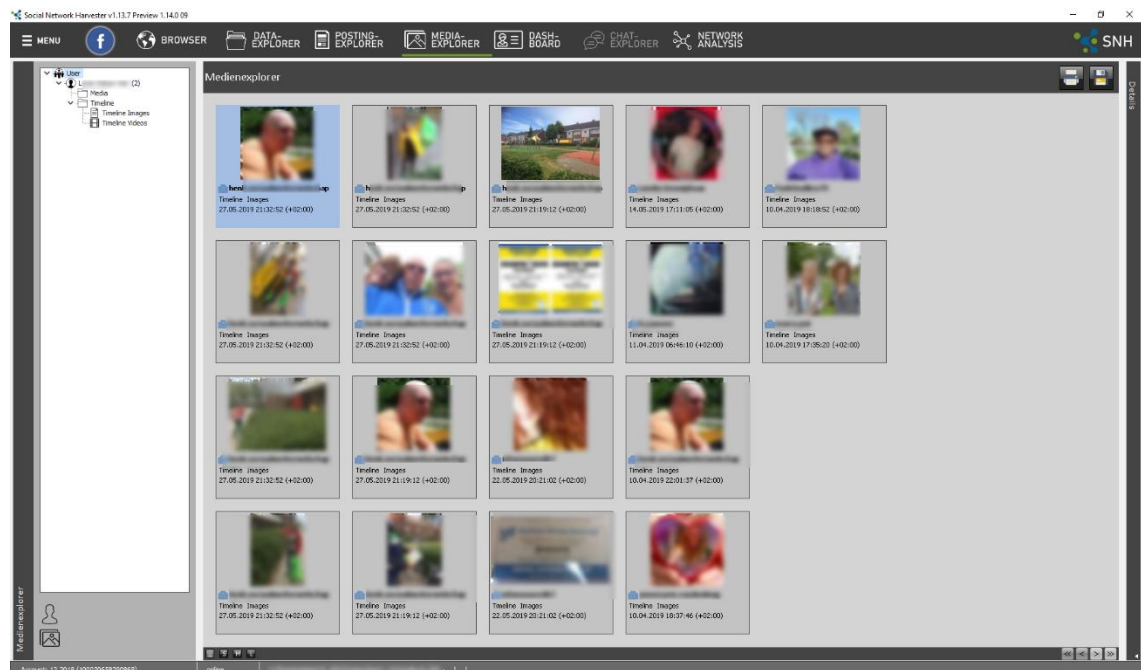 Social Network Harvester v1.13.7 Preview 1.14.0 09
MENU
f
BROWSER
DATA-
EXPLORER
POSTING-
EXPLORER
MEDIA-
EXPLORER
DASH-
BOARD
CHAT-
EXPLORER
NETWORK
ANALYSIS
SNH
User
(2)
Media
Timeline
Timeline Images
Timeline Videos
Medienexplorer
Details
Timeline Images
27.05.2019 21:32:52 (+02:00)
Timeline Images
27.05.2019 21:32:52 (+02:00)
Timeline Images
27.05.2019 21:19:12 (+02:00)
Timeline Images
14.05.2019 17:11:05 (+02:00)
Timeline Images
10.04.2019 18:18:52 (+02:00)
Timeline Images
27.05.2019 21:32:52 (+02:00)
Timeline Images
27.05.2019 21:32:52 (+02:00)
Timeline Images
27.05.2019 21:19:12 (+02:00)
Timeline Images
11.04.2019 06:46:10 (+02:00)
Timeline Images
10.04.2019 17:35:20 (+02:00)
Timeline Images
27.05.2019 21:32:52 (+02:00)
Timeline Images
27.05.2019 21:19:12 (+02:00)
Timeline Images
22.05.2019 20:21:02 (+02:00)
Timeline Images
10.04.2019 22:01:37 (+02:00)
Timeline Images
27.05.2019 21:32:52 (+02:00)
Timeline Images
27.05.2019 21:19:12 (+02:00)
Timeline Images
22.05.2019 20:21:02 (+02:00)
Timeline Images
10.04.2019 18:37:46 (+02:00)
Medienexplorer